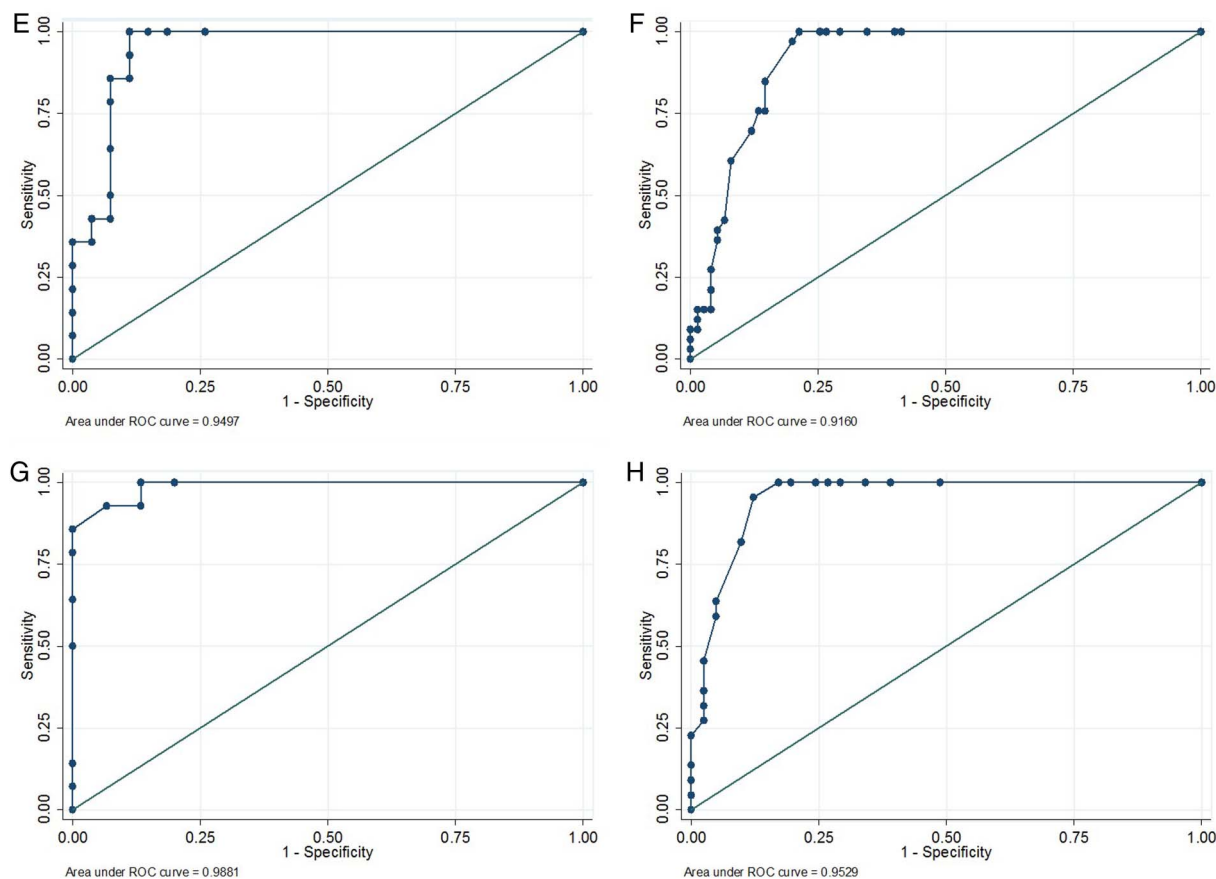 E
1.00
0.75
0.50
0.25
0.00
Sensitivity
0.00 0.25 0.50 0.75 1.00
1 - Specificity
Area under ROC curve = 0.9497
F
1.00
0.75
0.50
0.25
0.00
Sensitivity
0.00 0.25 0.50 0.75 1.00
1 - Specificity
Area under ROC curve = 0.9160
G
1.00
0.75
0.50
0.25
0.00
Sensitivity
0.00 0.25 0.50 0.75 1.00
1 - Specificity
Area under ROC curve = 0.9881
H
1.00
0.75
0.50
0.25
0.00
Sensitivity
0.00 0.25 0.50 0.75 1.00
1 - Specificity
Area under ROC curve = 0.9529